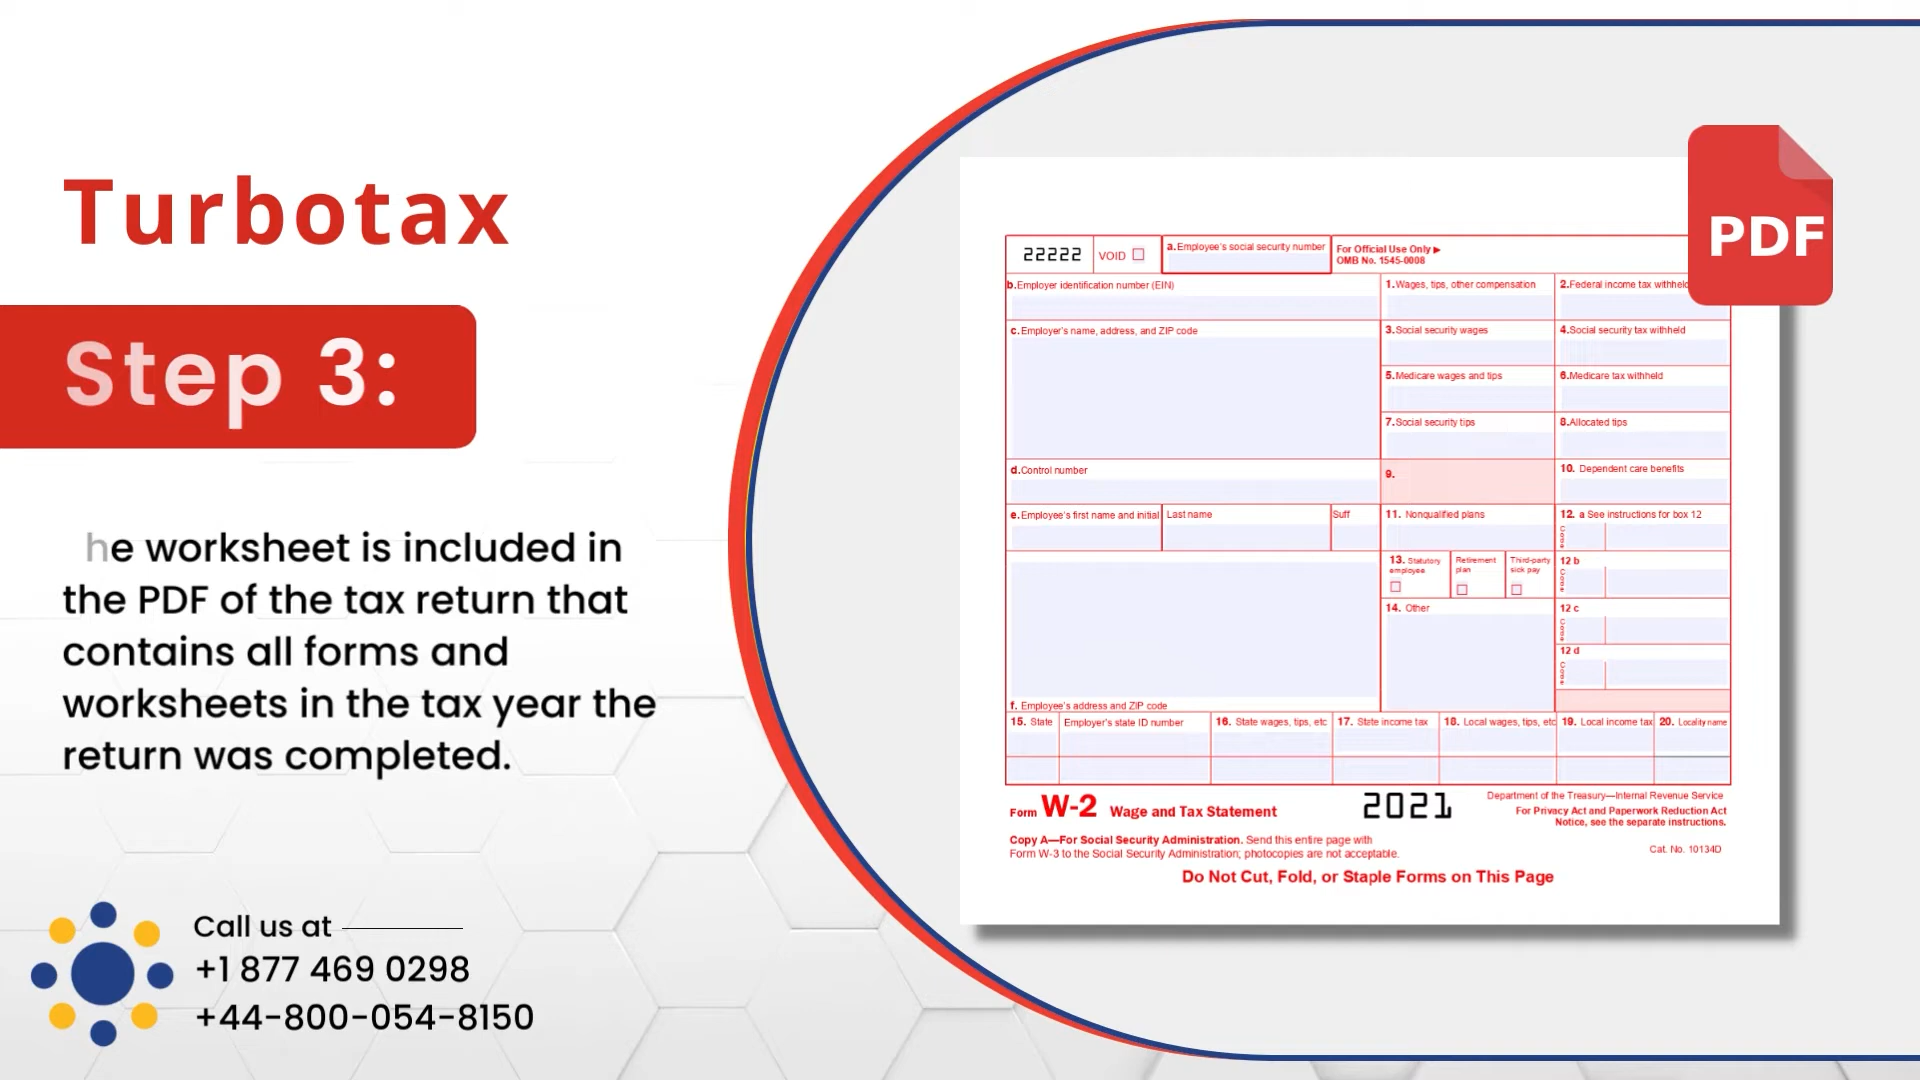 Turbotax
Step 3:
he worksheet is included in
the PDF of the tax return that
contains all forms and
worksheets in the tax year the
return was completed.
Call us at
+1 877 469 0298
+44-800-054-8150
PDF
22222
VOID
a.Employee's social security number
For Official Use Only ▶
OMB No. 1545-0008
b.Employer identification number (EIN)
1.Wages, tips, other compensation
2.Federal income tax withheld
c.Employer's name, address, and ZIP code
3.Social security wages
4.Social security tax withheld
5.Medicare wages and tips
6.Medicare tax withheld
7.Social security tips
8.Allocated tips
d.Control number
9.
10. Dependent care benefits
e.Employee's first name and initial
Last name
Suff
11. Nonqualified plans
12. a See instructions for box 12
Code
13. Statutory employee
Retirement plan
Third-party sick pay
12 b
Code
14. Other
12 c
Code
12 d
Code
f. Employee's address and ZIP code
15. State
Employer's state ID number
16. State wages, tips, etc
17. State income tax
18. Local wages, tips, etc
19. Local income tax
20. Locality name
Form W-2 Wage and Tax Statement
2021
Department of the Treasury—Internal Revenue Service
For Privacy Act and Paperwork Reduction Act
Notice, see the separate instructions.
Copy A—For Social Security Administration. Send this entire page with
Form W-3 to the Social Security Administration; photocopies are not acceptable.
Cat. No. 10134D
Do Not Cut, Fold, or Staple Forms on This Page